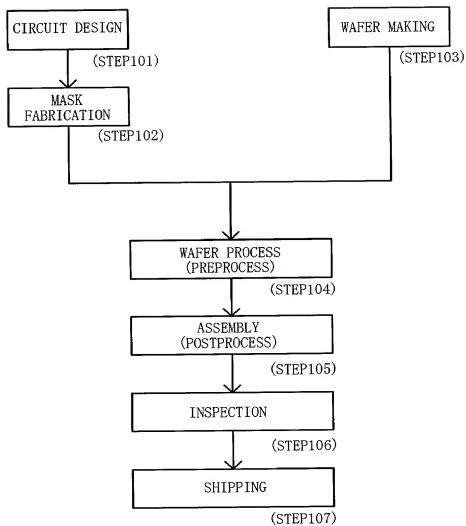 CIRCUIT DESIGN
(STEP101)
WAFER MAKING
(STEP103)
MASK
FABRICATION
(STEP102)
WAFER PROCESS
(PREPROCESS)
(STEP104)
ASSEMBLY
(POSTPROCESS)
(STEP105)
INSPECTION
(STEP106)
SHIPPING
(STEP107)